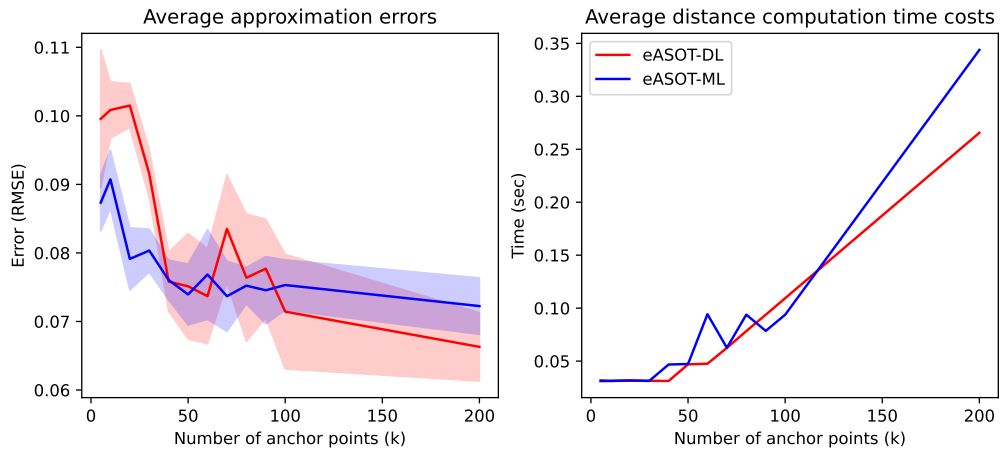 Average approximation errors
0.11
0.10
0.09
0.08
0.07
0.06
Error (RMSE)
0
50
100
150
200
Number of anchor points (k)
Average distance computation time costs
eASOT-DL
eASOT-ML
0.35
0.30
0.25
0.20
0.15
0.10
0.05
Time (sec)
0
50
100
150
200
Number of anchor points (k)